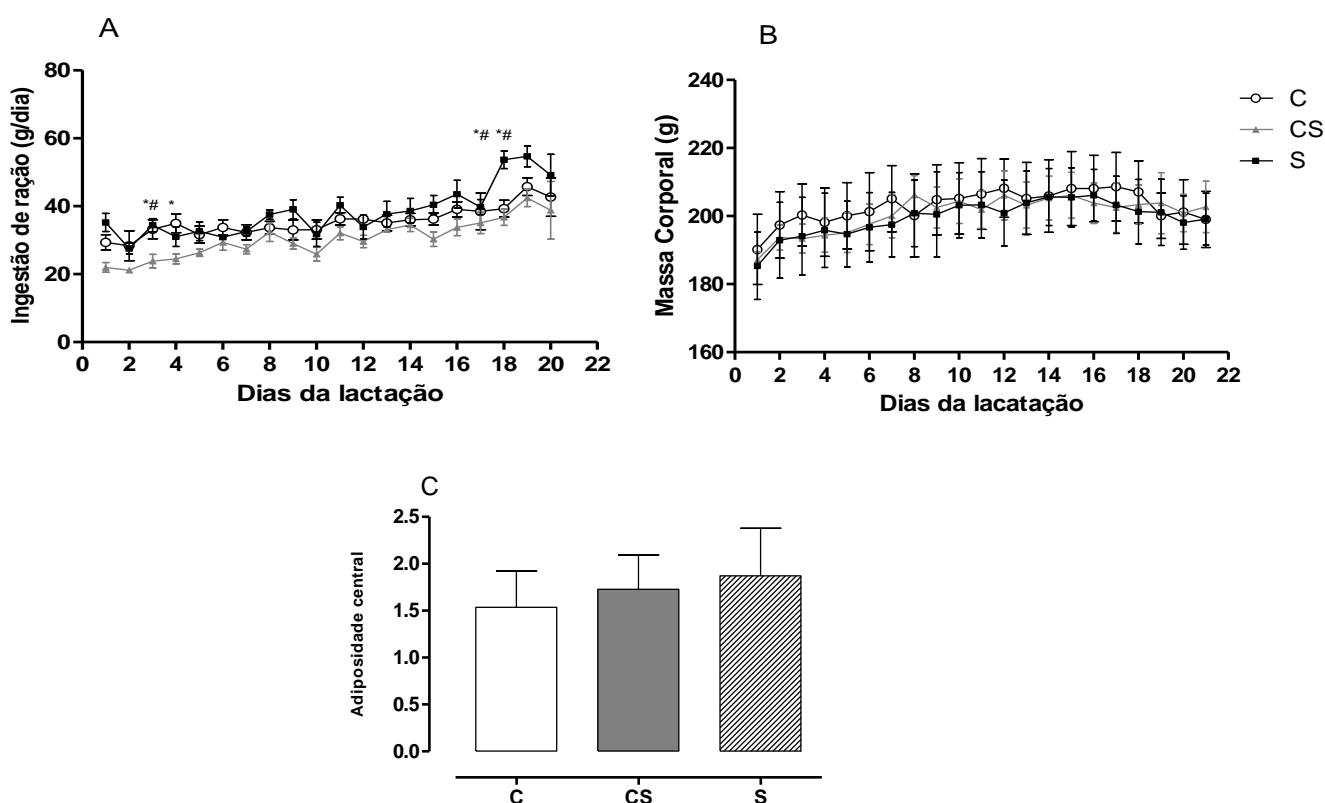 A
Ingestão de ração (g/dia)
80
60
40
20
0
*# *
*# *#
0 2 4 6 8 10 12 14 16 18 20 22
Dias da lactação
B
Massa Corporal (g)
240
220
200
180
160
0 2 4 6 8 10 12 14 16 18 20 22
Dias da lacatação
C
CS
S
C
Adiposidade central
2.5
2.0
1.5
1.0
0.5
0.0
C CS S